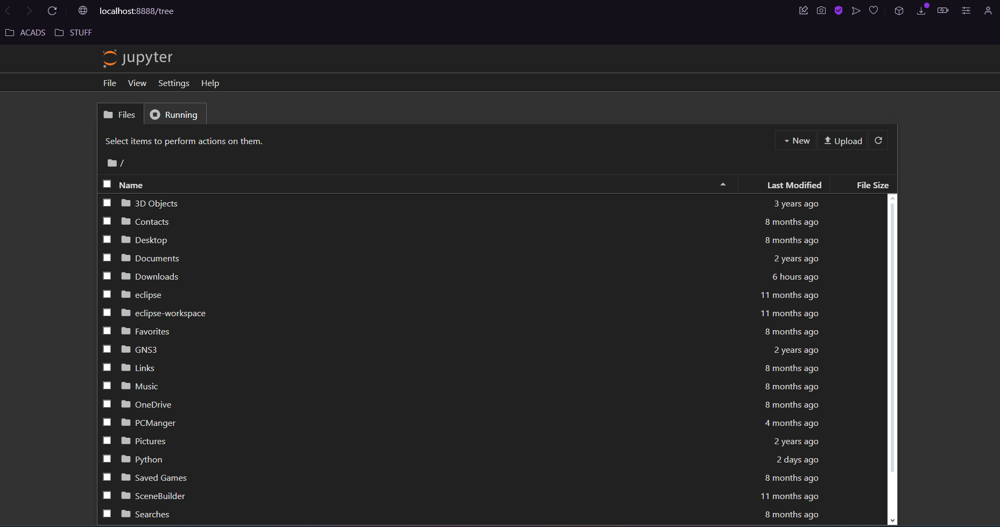 localhost:8888/tree
ACADS STUFF
jupyter
File View Settings Help
Files Running
Select items to perform actions on them.
New Upload
/
Name Last Modified File Size
3D Objects 3 years ago
Contacts 8 months ago
Desktop 8 months ago
Documents 2 years ago
Downloads 6 hours ago
eclipse 11 months ago
eclipse-workspace 11 months ago
Favorites 8 months ago
GNS3 2 years ago
Links 8 months ago
Music 8 months ago
OneDrive 8 months ago
PCManger 4 months ago
Pictures 2 years ago
Python 2 days ago
Saved Games 8 months ago
SceneBuilder 11 months ago
Searches 8 months ago